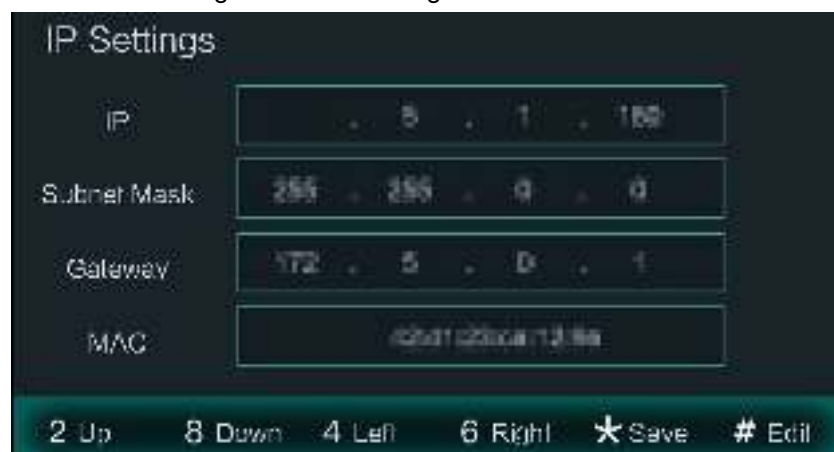 IP Settings
IP . 5 . 1 .
Subnet Mask 255 . 255 . 0 . 0
Gateway 172 . 5 . 0 . 1
MAC
2 Up 8 Down 4 Left 6 Right * Save # Edit